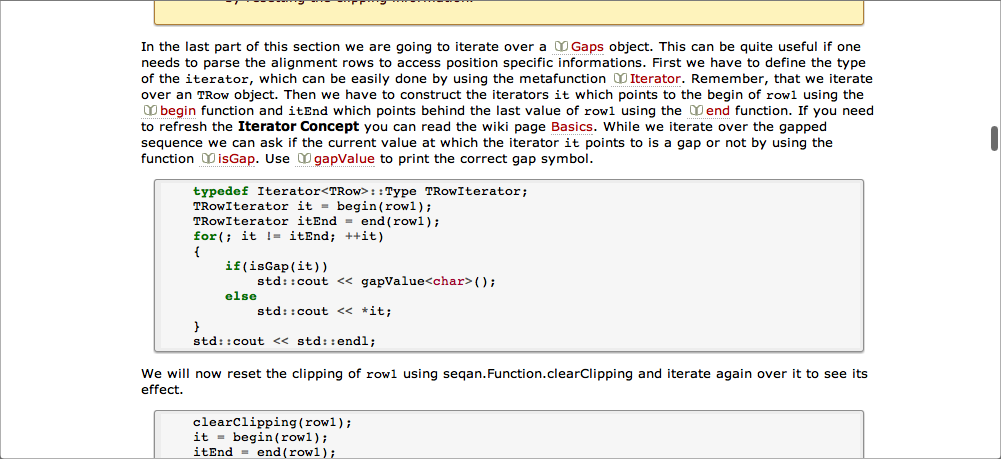 In the last part of this section we are going to iterate over a Gaps object. This can be quite useful if one
needs to parse the alignment rows to access position specific informations. First we have to define the type
of the iterator, which can be easily done by using the metafunction Iterator. Remember, that we iterate
over an TRow object. Then we have to construct the iterators it which points to the begin of row1 using the
begin function and itEnd which points behind the last value of row1 using the end function. If you need
to refresh the Iterator Concept you can read the wiki page Basics. While we iterate over the gapped
sequence we can ask if the current value at which the iterator it points to is a gap or not by using the
function isGap. Use gapValue to print the correct gap symbol.
typedef Iterator<TRow>::Type TRowIterator;
TRowIterator it = begin(row1);
TRowIterator itEnd = end(row1);
for(; it != itEnd; ++it)
{
    if(isGap(it))
        std::cout << gapValue<char>();
    else
        std::cout << *it;
}
std::cout << std::endl;
We will now reset the clipping of row1 using seqan.Function.clearClipping and iterate again over it to see its
effect.
clearClipping(row1);
it = begin(row1);
itEnd = end(row1);